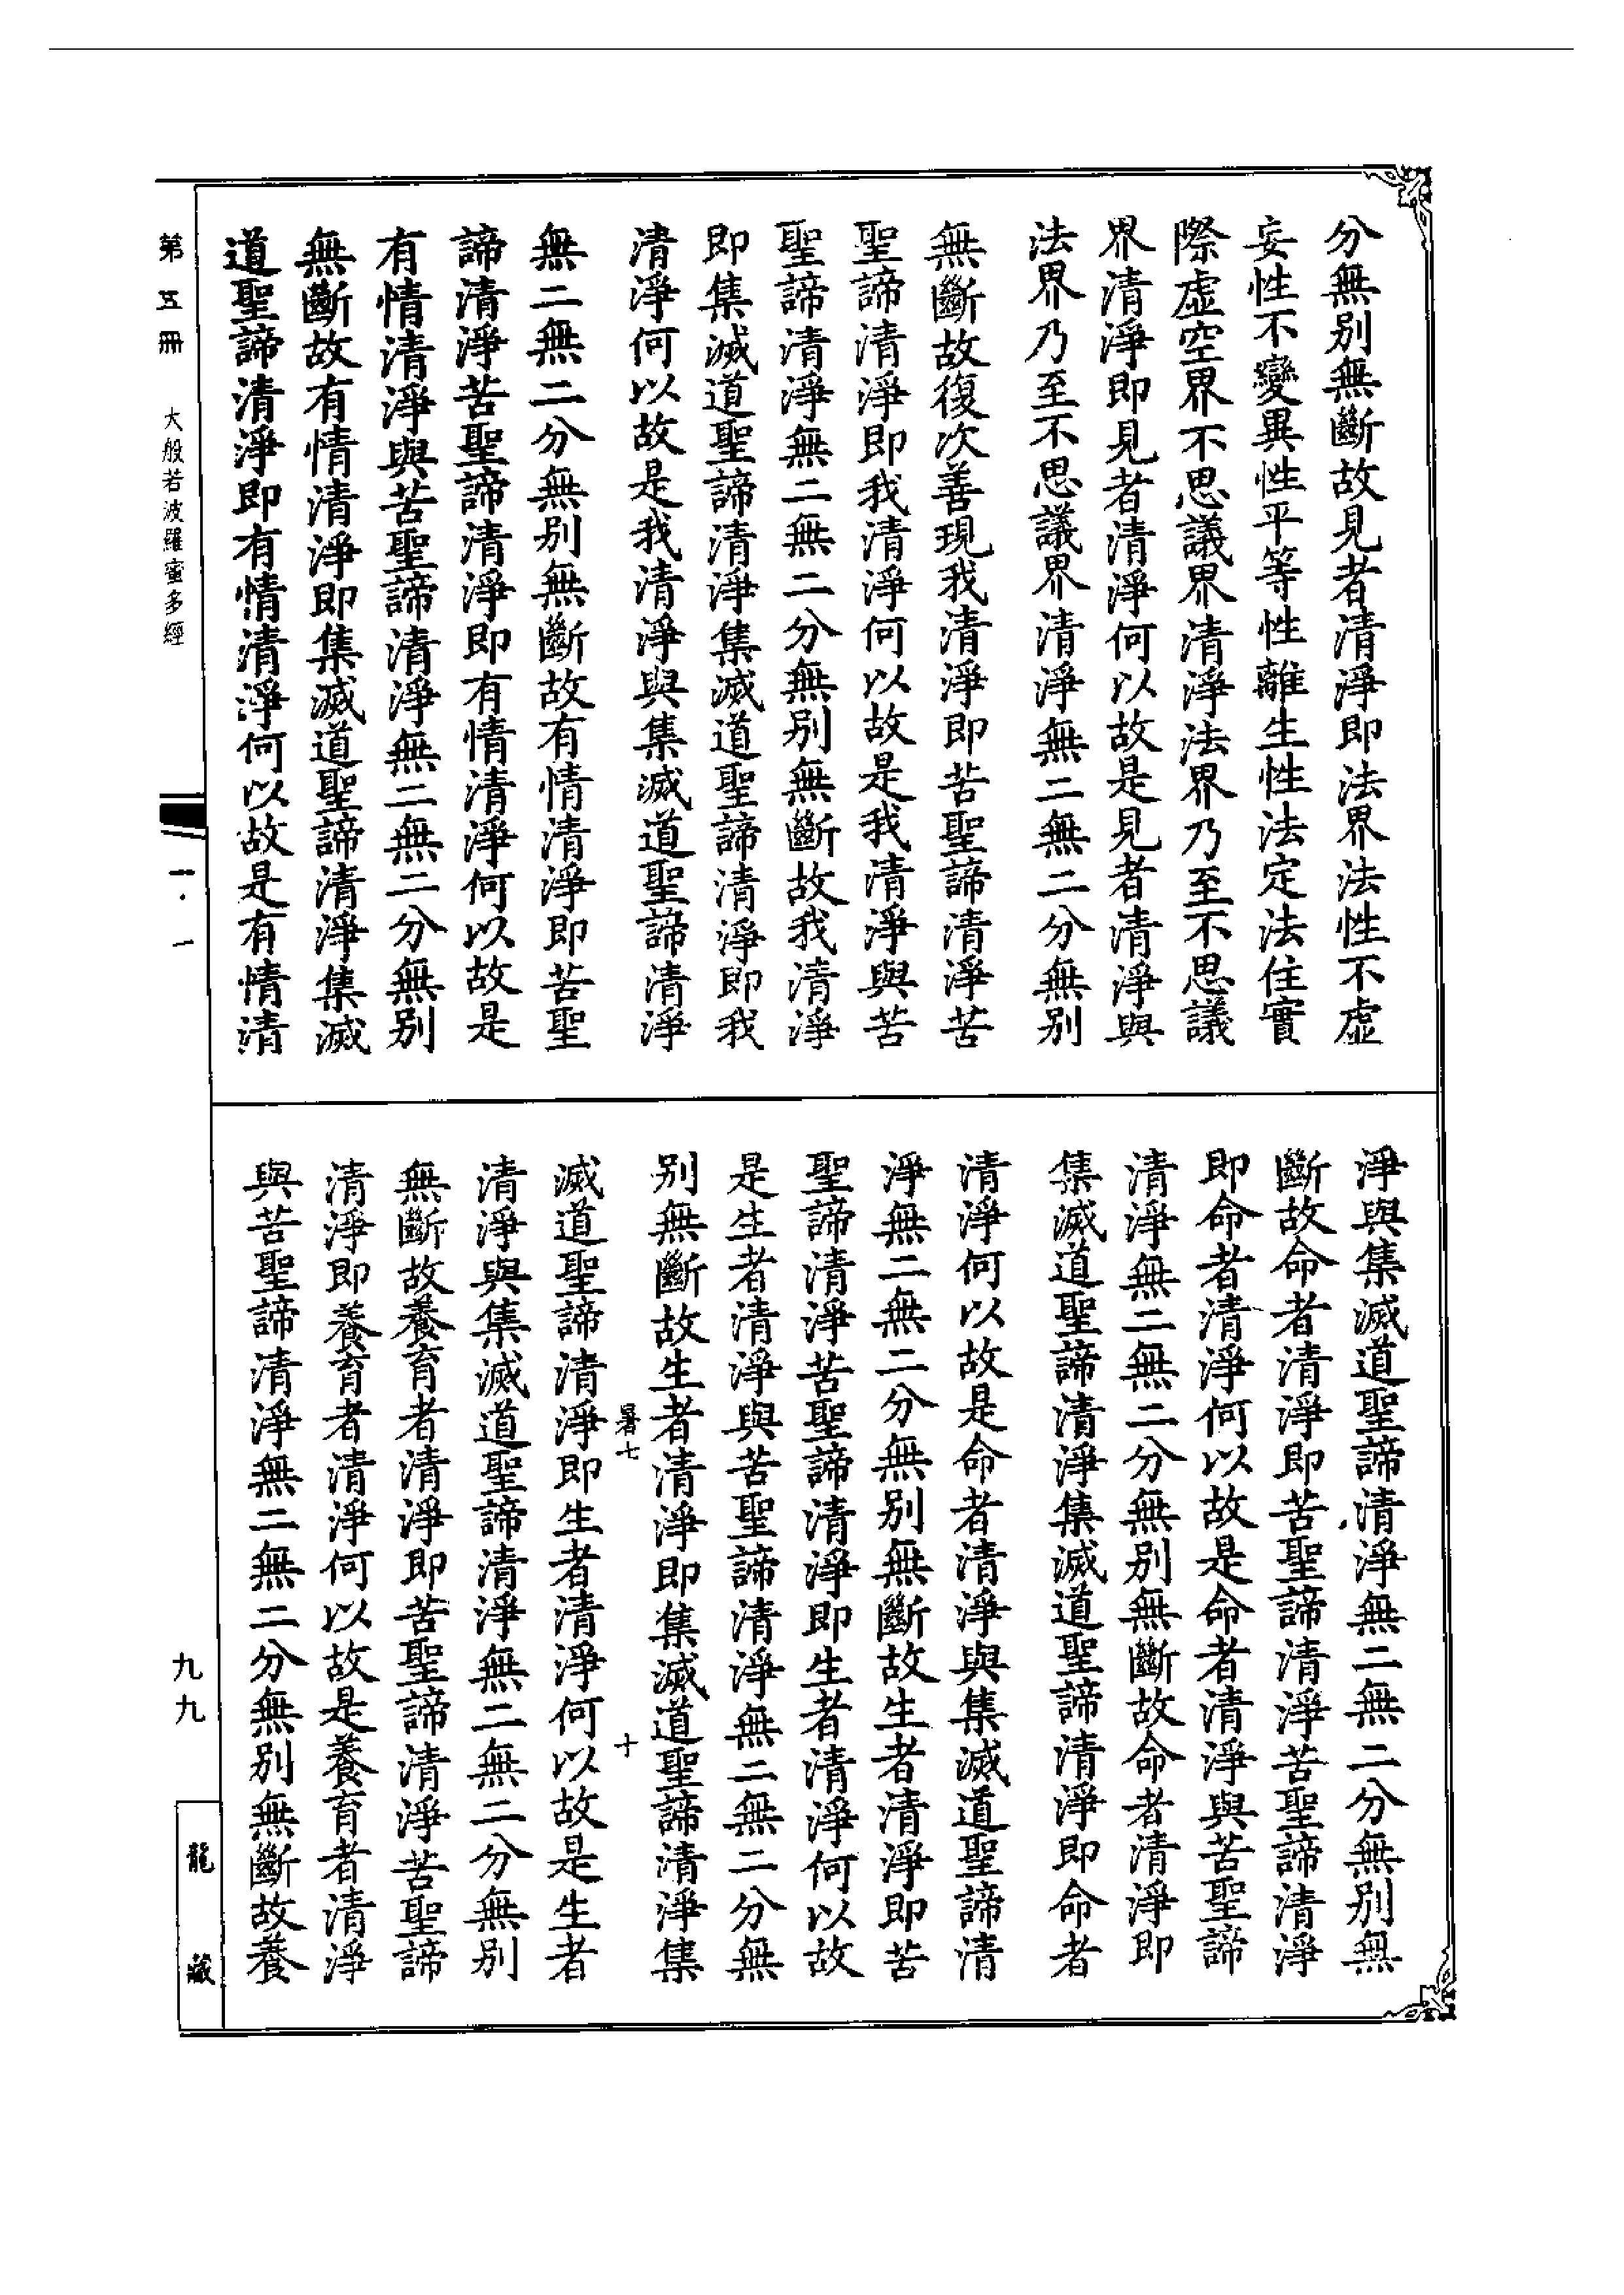 分無別無斷故見者清淨即法界法性不虛
妄性不變異性平等性離生性法定法住實
際虛空界不思議界清淨法界乃至不思議
界清淨即見者清淨何以故是見者清淨與
法界乃至不思議界清淨無二無二分無別
無斷故復次善現我清淨即苦聖諦清淨苦
聖諦清淨即我清淨何以故是我清淨與苦
聖諦清淨無二無二分無別無斷故我清淨
即集滅道聖諦清淨集滅道聖諦清淨即我
清淨何以故是我清淨與集滅道聖諦清淨
無二無二分無別無斷故有情清淨即苦聖
諦清淨苦聖諦清淨即有情清淨何以故是
有情清淨與苦聖諦清淨無二無二分無別
無斷故有情清淨即集滅道聖諦清淨集滅
道聖諦清淨即有情清淨何以故是有情清
淨與集滅道聖諦清淨無二無二分無別無
斷故命者清淨即苦聖諦清淨苦聖諦清淨
即命者清淨何以故是命者清淨與苦聖諦
清淨無二無二分無別無斷故命者清淨即
集滅道聖諦清淨集滅道聖諦清淨即命者
清淨何以故是命者清淨與集滅道聖諦清
淨無二無二分無別無斷故生者清淨即苦
聖諦清淨苦聖諦清淨即生者清淨何以故
是生者清淨與苦聖諦清淨無二無二分無
別無斷故生者清淨即集滅道聖諦清淨集
暑七 十
滅道聖諦清淨即生者清淨何以故是生者
清淨與集滅道聖諦清淨無二無二分無別
無斷故養育者清淨即苦聖諦清淨苦聖諦
清淨即養育者清淨何以故是養育者清淨
與苦聖諦清淨無二無二分無別無斷故養
第五冊 大般若波羅蜜多經 一·一
九九
龍藏